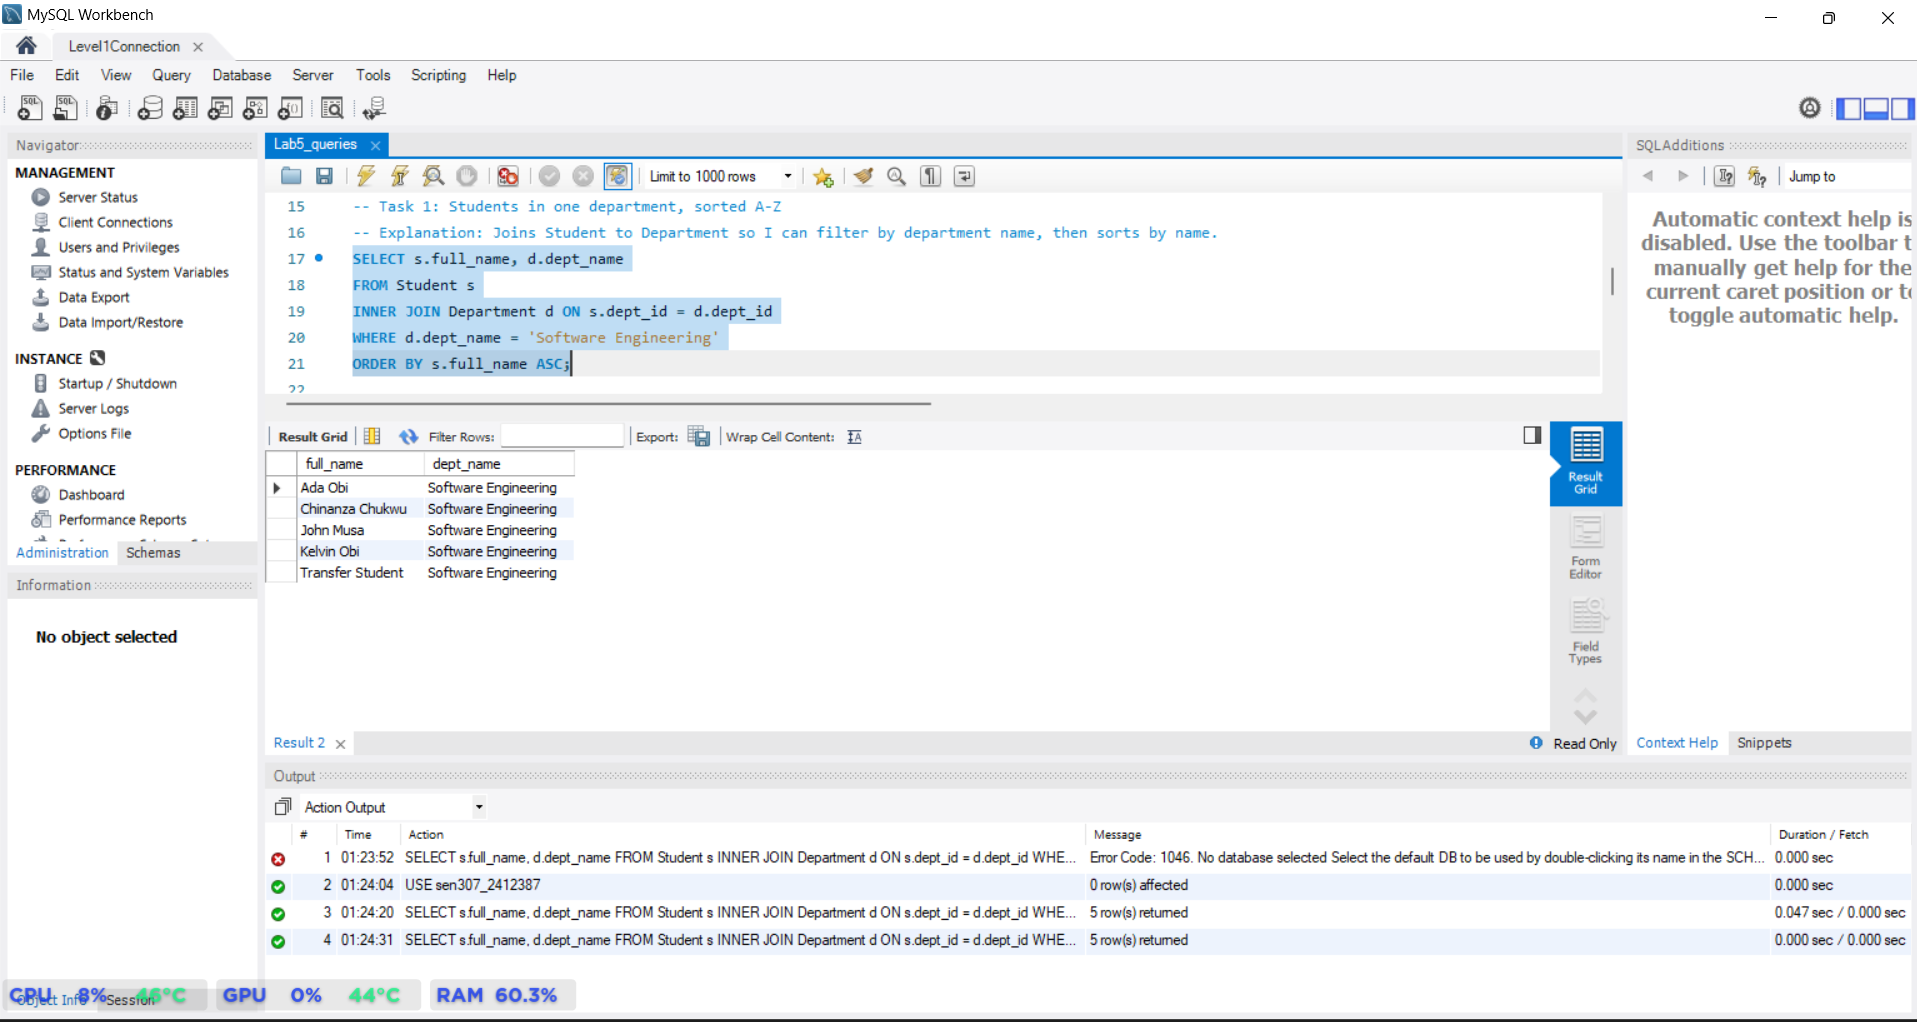 MySQL Workbench
Level1Connection
File Edit View Query Database Server Tools Scripting Help
Navigator
MANAGEMENT
Server Status
Client Connections
Users and Privileges
Status and System Variables
Data Export
Data Import/Restore
INSTANCE
Startup / Shutdown
Server Logs
Options File
PERFORMANCE
Dashboard
Performance Reports
Administration Schemas
Information
No object selected
Lab5_queries
Limit to 1000 rows
15 -- Task 1: Students in one department, sorted A-Z
16 -- Explanation: Joins Student to Department so I can filter by department name, then sorts by name.
17 SELECT s.full_name, d.dept_name
18 FROM Student s
19 INNER JOIN Department d ON s.dept_id = d.dept_id
20 WHERE d.dept_name = 'Software Engineering'
21 ORDER BY s.full_name ASC;
22
Result Grid Filter Rows: Export: Wrap Cell Content:
full_name dept_name
Ada Obi Software Engineering
Chinanza Chukwu Software Engineering
John Musa Software Engineering
Kelvin Obi Software Engineering
Transfer Student Software Engineering
Result
Grid
Form
Editor
Field
Types
Result 2
Read Only
SQLAdditions
Jump to
Automatic context help is
disabled. Use the toolbar t
manually get help for the
current caret position or t
toggle automatic help.
Context Help Snippets
Output
Action Output
# Time Action Message Duration / Fetch
1 01:23:52 SELECT s.full_name, d.dept_name FROM Student s INNER JOIN Department d ON s.dept_id = d.dept_id WHE... Error Code: 1046. No database selected Select the default DB to be used by double-clicking its name in the SCH... 0.000 sec
2 01:24:04 USE sen307_2412387 0 row(s) affected 0.000 sec
3 01:24:20 SELECT s.full_name, d.dept_name FROM Student s INNER JOIN Department d ON s.dept_id = d.dept_id WHE... 5 row(s) returned 0.047 sec / 0.000 sec
4 01:24:31 SELECT s.full_name, d.dept_name FROM Student s INNER JOIN Department d ON s.dept_id = d.dept_id WHE... 5 row(s) returned 0.000 sec / 0.000 sec
Object Info Session
CPU 8% 46°C GPU 0% 44°C RAM 60.3%